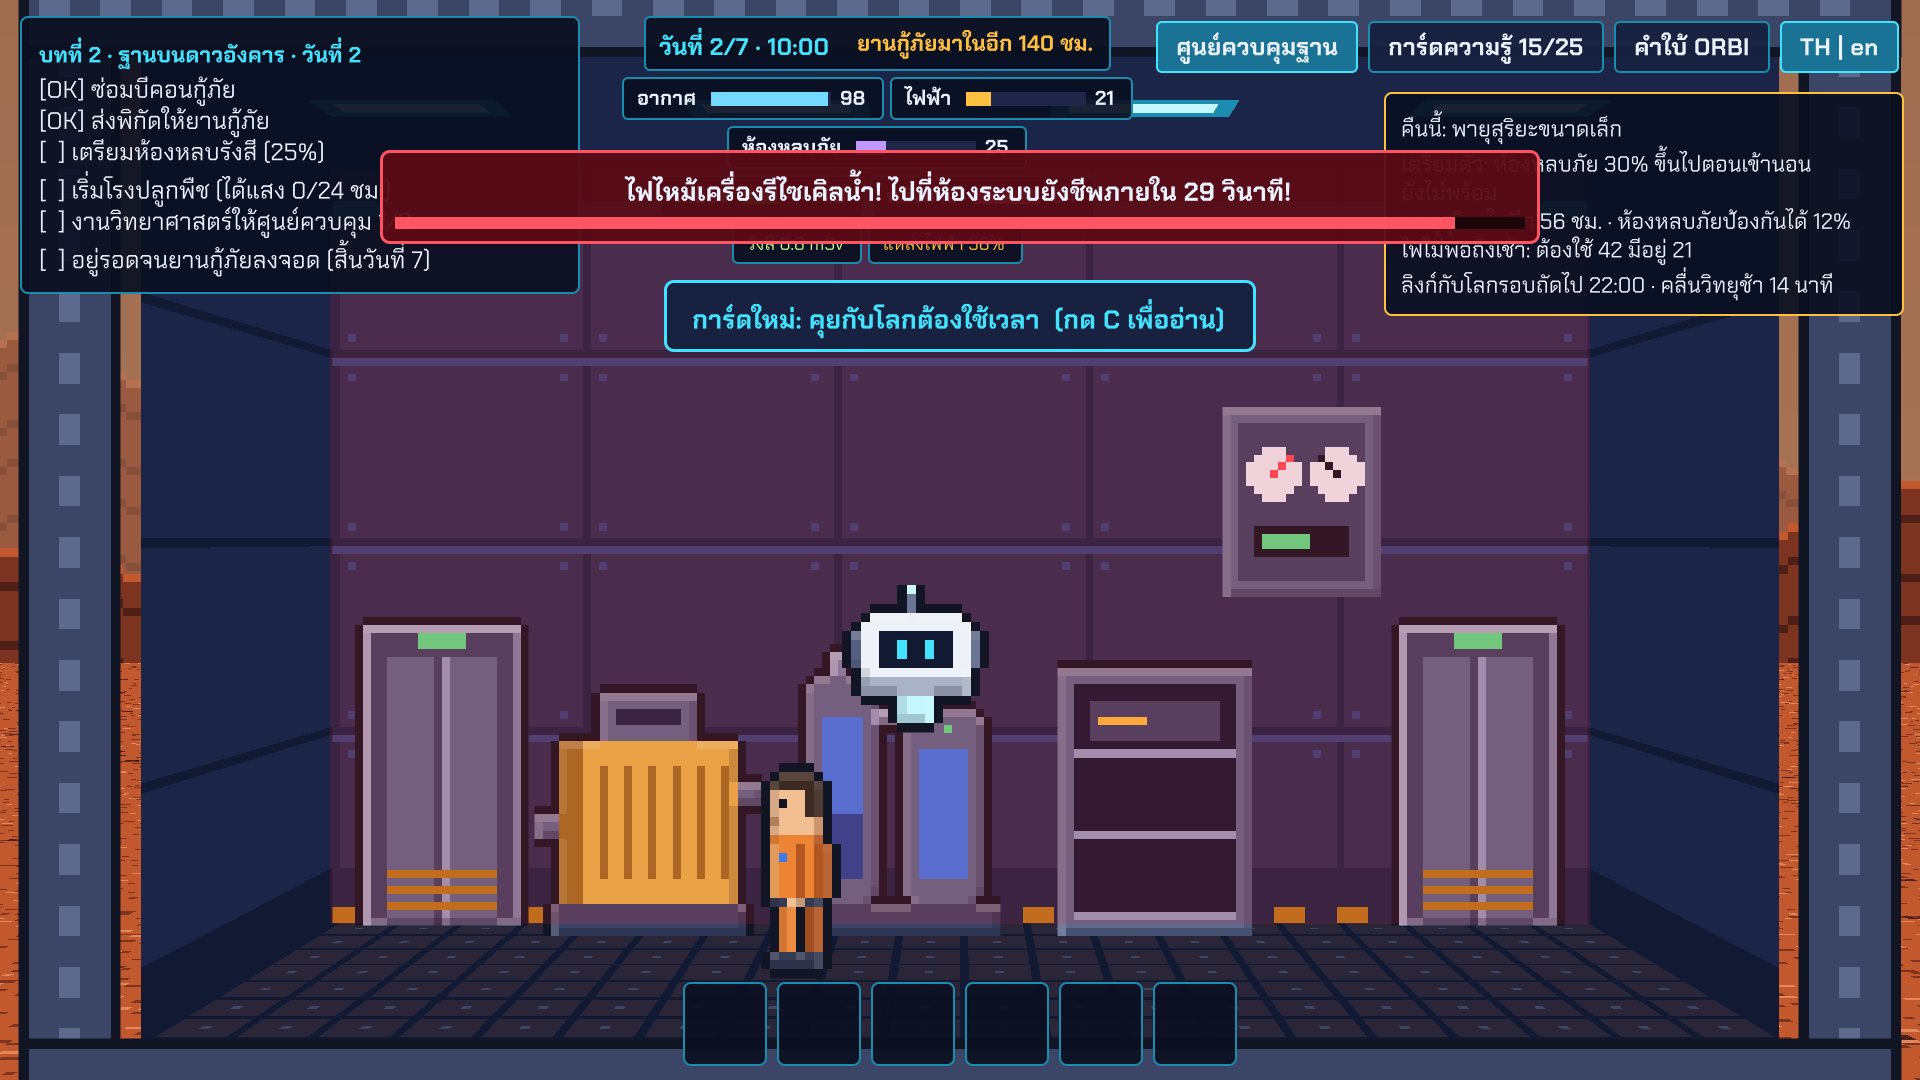 บทที่ 2 · ฐานบนดาวอังคาร · วันที่ 2
[OK] ซ่อมบีคอนกู้ภัย
[OK] ส่งพิกัดให้ยานกู้ภัย
[ ] เตรียมห้องหลบรังสี (25%)
[ ] เริ่มโรงปลูกพืช (ได้แสง 0/24 ชม
[ ] งานวิทยาศาสตร์ให้ศูนย์ควบคุม
[ ] อยู่รอดจนยานกู้ภัยลงจอด (สิ้นวันที่ 7)
วันที่ 2/7 · 10:00 ยานกู้ภัยมาในอีก 140 ชม.
อากาศ 98 ไฟฟ้า 21
ห้องหลบภัย 25
ศูนย์ควบคุมฐาน
การ์ดความรู้ 15/25
คำใบ้ ORBI
TH | en
คืนนี้: พายุสุริยะขนาดเล็ก
เตรียมตัว: ห้องหลบภัย 30% ขึ้นไปตอนเข้านอน
ยังไม่พร้อม
56 ชม. · ห้องหลบภัยป้องกันได้ 12%
ไฟไม่พอถึงเช้า: ต้องใช้ 42 มีอยู่ 21
ลิงก์กับโลกรอบถัดไป 22:00 · คลื่นวิทยุช้า 14 นาที
ไฟไหม้เครื่องรีไซเคิลน้ำ! ไปที่ห้องระบบยังชีพภายใน 29 วินาที!
การ์ดใหม่: คุยกับโลกต้องใช้เวลา (กด C เพื่ออ่าน)